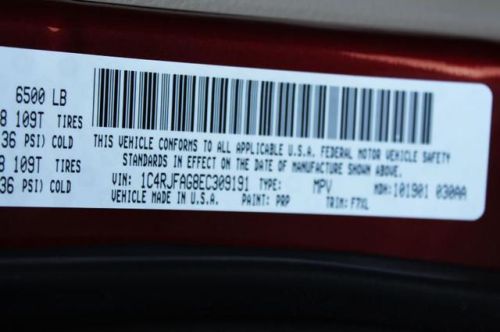 6500 LB
8 109T TIRES
36 PSI) COLD
8 109T TIRES
36 PSI) COLD
THIS VEHICLE CONFORMS TO ALL APPLICABLE U.S.A. FEDERAL MOTOR VEHICLE SAFETY
STANDARDS IN EFFECT ON THE DATE OF MANUFACTURE SHOWN ABOVE.
VIN: 1C4RJFAG8EC309191 TYPE: MPV MDH: 101901 030AA
VEHICLE MADE IN U.S.A. PAINT: PRP TRIM: F7XL